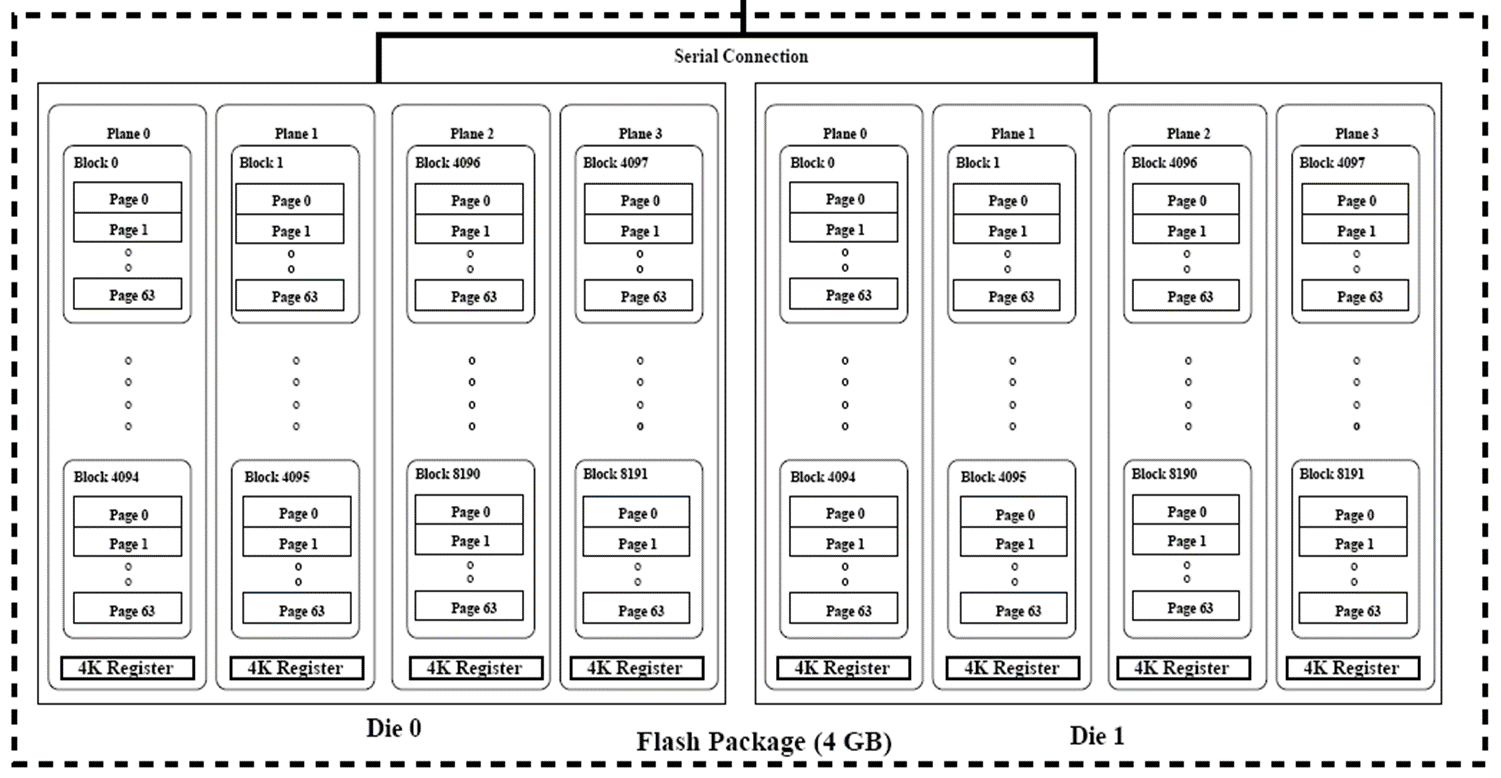 Serial Connection
Plane 0
Block 0
Page 0
Page 1
Page 63
Block 4094
Page 0
Page 1
Page 63
4K Register
Plane 1
Block 1
Page 0
Page 1
Page 63
Block 4095
Page 0
Page 1
Page 63
4K Register
Plane 2
Block 4096
Page 0
Page 1
Page 63
Block 8190
Page 0
Page 1
Page 63
4K Register
Plane 3
Block 4097
Page 0
Page 1
Page 63
Block 8191
Page 0
Page 1
Page 63
4K Register
Die 0
Plane 0
Block 0
Page 0
Page 1
Page 63
Block 4094
Page 0
Page 1
Page 63
4K Register
Plane 1
Block 1
Page 0
Page 1
Page 63
Block 4095
Page 0
Page 1
Page 63
4K Register
Plane 2
Block 4096
Page 0
Page 1
Page 63
Block 8190
Page 0
Page 1
Page 63
4K Register
Plane 3
Block 4097
Page 0
Page 1
Page 63
Block 8191
Page 0
Page 1
Page 63
4K Register
Die 1
Flash Package (4 GB)